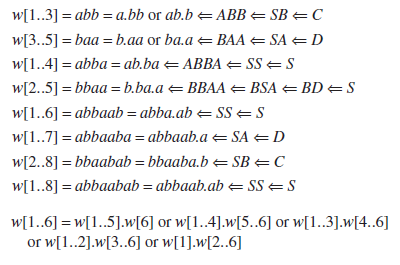 w[1..3] = abb = a.bb or ab.b ⇐ ABB ⇐ SB ⇐ C
w[3..5] = baa = b.aa or ba.a ⇐ BAA ⇐ SA ⇐ D
w[1..4] = abba = ab.ba ⇐ ABBA ⇐ SS ⇐ S
w[2..5] = bbaa = b.ba.a ⇐ BBAA ⇐ BSA ⇐ BD ⇐ S
w[1..6] = abbaab = abba.ab ⇐ SS ⇐ S
w[1..7] = abbaaba = abbaab.a ⇐ SA ⇐ D
w[2..8] = bbaabab = bbaaba.b ⇐ SB ⇐ C
w[1..8] = abbaabab = abbaab.ab ⇐ SS ⇐ S
w[1..6] = w[1..5].w[6] or w[1..4].w[5..6] or w[1..3].w[4..6]
or w[1..2].w[3..6] or w[1].w[2..6]